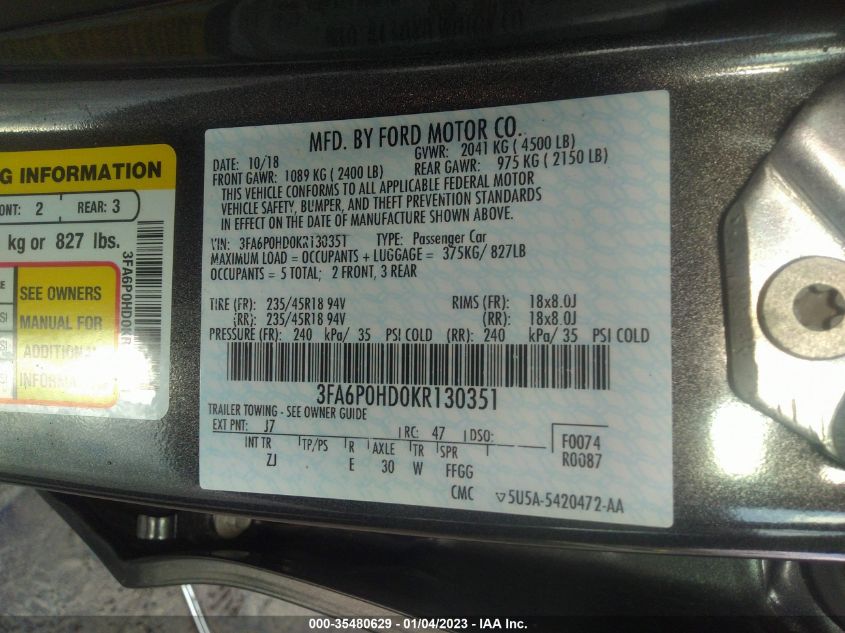 MFD. BY FORD MOTOR CO.
DATE: 10/18 GVWR: 2041 KG ( 4500 LB)
FRONT GAWR: 1089 KG ( 2400 LB) REAR GAWR: 975 KG ( 2150 LB)
THIS VEHICLE CONFORMS TO ALL APPLICABLE FEDERAL MOTOR
VEHICLE SAFETY, BUMPER, AND THEFT PREVENTION STANDARDS
IN EFFECT ON THE DATE OF MANUFACTURE SHOWN ABOVE.
VIN: 3FA6P0HD0KR130351 TYPE: Passenger Car
MAXIMUM LOAD = OCCUPANTS + LUGGAGE = 375KG/ 827LB
OCCUPANTS = 5 TOTAL; 2 FRONT, 3 REAR
TIRE (FR): 235/45R18 94V RIMS (FR): 18x8.0J
(RR): 235/45R18 94V (RR): 18x8.0J
PRESSURE (FR): 240 kPa/ 35 PSI COLD (RR): 240 kPa/ 35 PSI COLD
3FA6P0HD0KR130351
TRAILER TOWING - SEE OWNER GUIDE
EXT PNT: J7 RC: 47 DSO: F0074
INT TR TP/PS R AXLE TR SPR R0087
ZJ E 30 W FFGG
CMC 5U5A-5420472-AA
G INFORMATION
ONT: 2 REAR: 3
kg or 827 lbs.
SEE OWNERS
MANUAL FOR
ADDITIONAL
INFORMATION
3FA6P0HD0KR
000-35480629 - 01/04/2023 - IAA Inc.